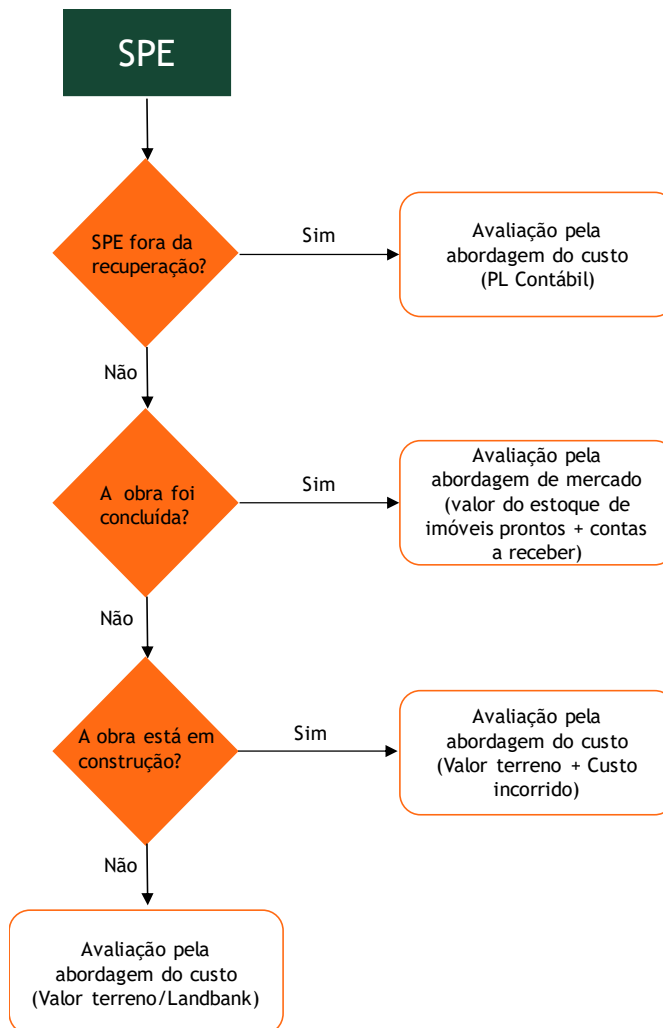 SPE
SPE fora da
recuperação?
Sim
Avaliação pela
abordagem do custo
(PL Contábil)
Não
A obra foi
concluída?
Sim
Avaliação pela
abordagem de mercado
(valor do estoque de
imóveis prontos + contas
a receber)
Não
A obra está em
construção?
Sim
Avaliação pela
abordagem do custo
(Valor terreno + Custo
incorrido)
Não
Avaliação pela
abordagem do custo
(Valor terreno/Landbank)